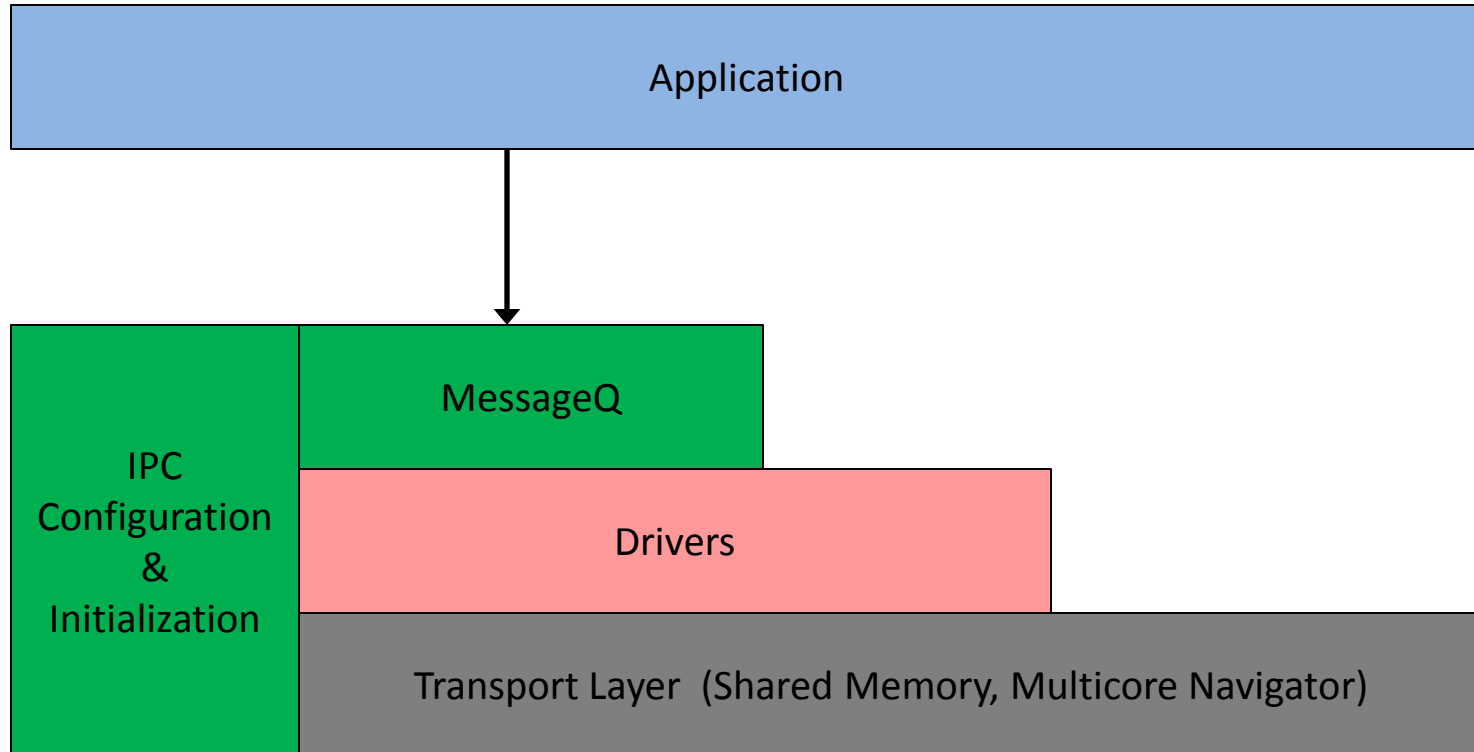 Application
MessageQ
IPC
Configuration
&
Initialization
Drivers
Transport Layer  (Shared Memory, Multicore Navigator)